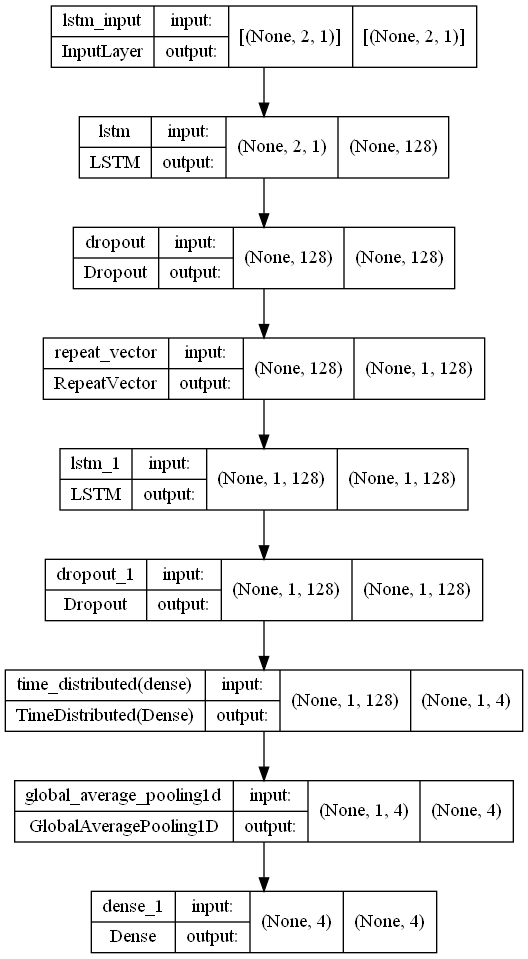 lstm_input input: [(None, 2, 1)] [(None, 2, 1)]
InputLayer output:
lstm input: (None, 2, 1) (None, 128)
LSTM output:
dropout input: (None, 128) (None, 128)
Dropout output:
repeat_vector input: (None, 128) (None, 1, 128)
RepeatVector output:
lstm_1 input: (None, 1, 128) (None, 1, 128)
LSTM output:
dropout_1 input: (None, 1, 128) (None, 1, 128)
Dropout output:
time_distributed(dense) input: (None, 1, 128) (None, 1, 4)
TimeDistributed(Dense) output:
global_average_pooling1d input: (None, 1, 4) (None, 4)
GlobalAveragePooling1D output:
dense_1 input: (None, 4) (None, 4)
Dense output: